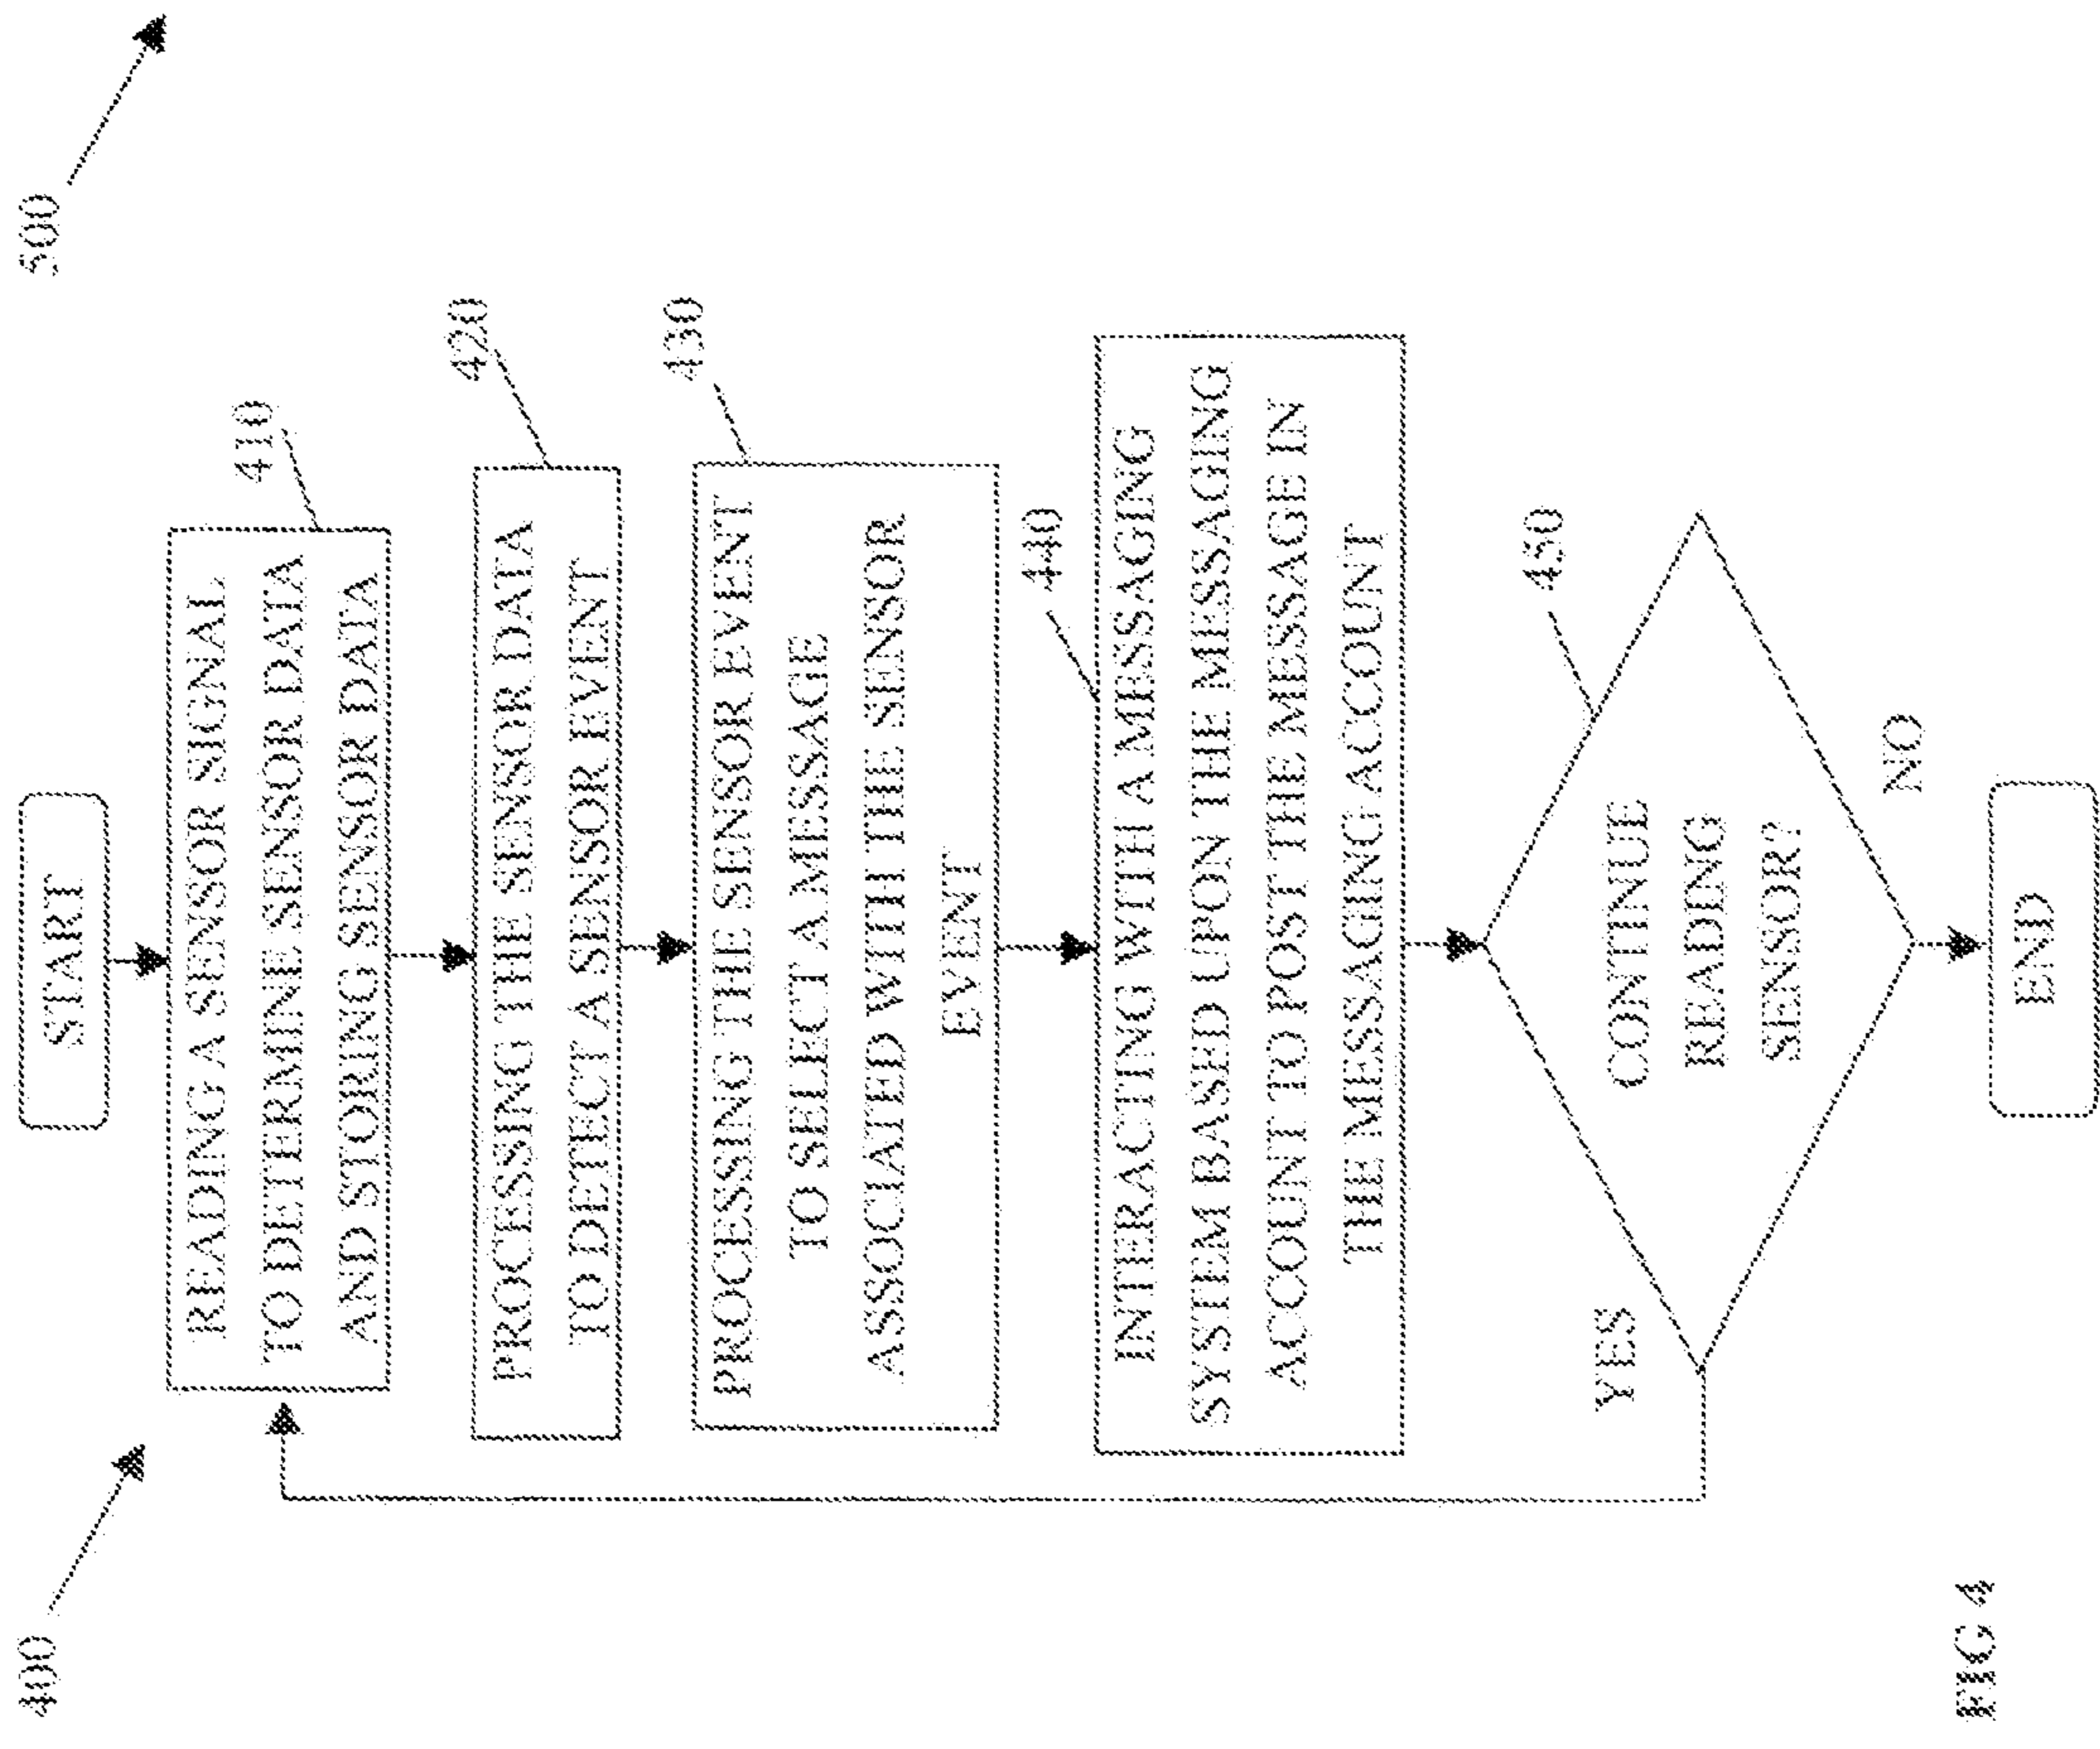 400
500
START
READING A SENSOR SIGNAL
TO DETERMINE SENSOR DATA
AND STORING SENSOR DATA
410
PROCESSING THE SENSOR DATA
TO DETECT A SENSOR EVENT
420
PROCESSING THE SENSOR EVENT
TO SELECT A MESSAGE
ASSOCIATED WITH THE SENSOR
EVENT
430
INTERACTING WITH A MESSAGING
SYSTEM BASED UPON THE MESSAGING
ACCOUNT TO POST THE MESSAGE IN
THE MESSAGING ACCOUNT
440
CONTINUE
READING
SENSOR?
450
YES
NO
END
FIG 4